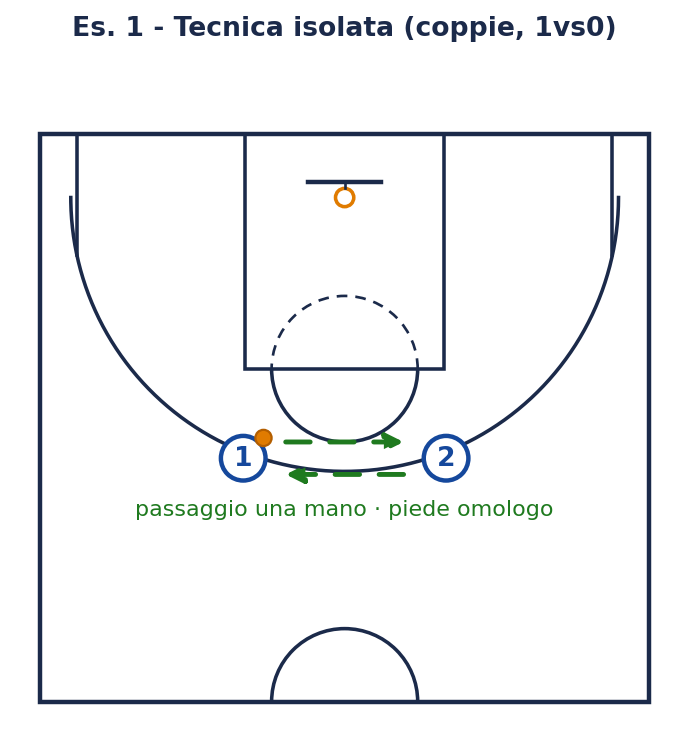 Es. 1 - Tecnica isolata (coppie, 1vs0)
1
2
passaggio una mano · piede omologo